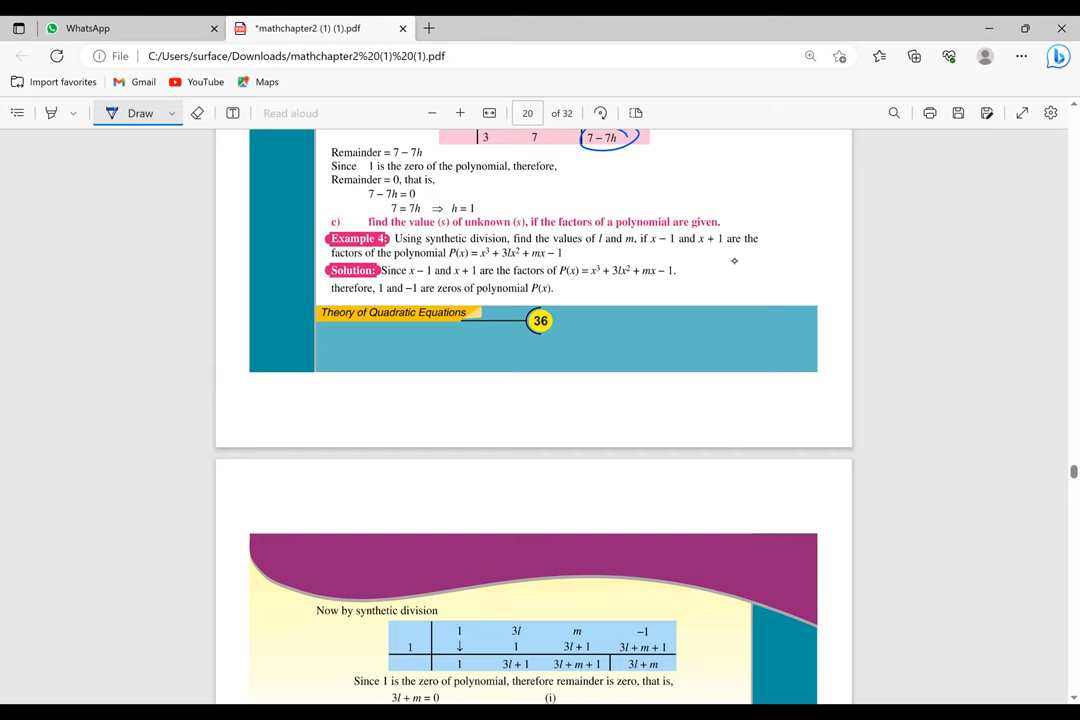 WhatsApp
*mathchapter2 (1) (1).pdf
File C:/Users/surface/Downloads/mathchapter2%20(1)%20(1).pdf
Import favorites Gmail YouTube Maps
Draw Read aloud 20 of 32
3 7 7 – 7h
Remainder = 7 – 7h
Since 1 is the zero of the polynomial, therefore,
Remainder = 0, that is,
7 – 7h = 0
7 = 7h ⇒ h = 1
c) find the value (s) of unknown (s), if the factors of a polynomial are given.
Example 4: Using synthetic division, find the values of l and m, if x – 1 and x + 1 are the
factors of the polynomial P(x) = x³ + 3lx² + mx – 1
Solution: Since x – 1 and x + 1 are the factors of P(x) = x³ + 3lx² + mx – 1.
therefore, 1 and –1 are zeros of polynomial P(x).
Theory of Quadratic Equations 36
Now by synthetic division
1 3l m –1
1 ↓ 1 3l + 1 3l + m + 1
1 3l + 1 3l + m + 1 3l + m
Since 1 is the zero of polynomial, therefore remainder is zero, that is,
3l + m = 0 (i)